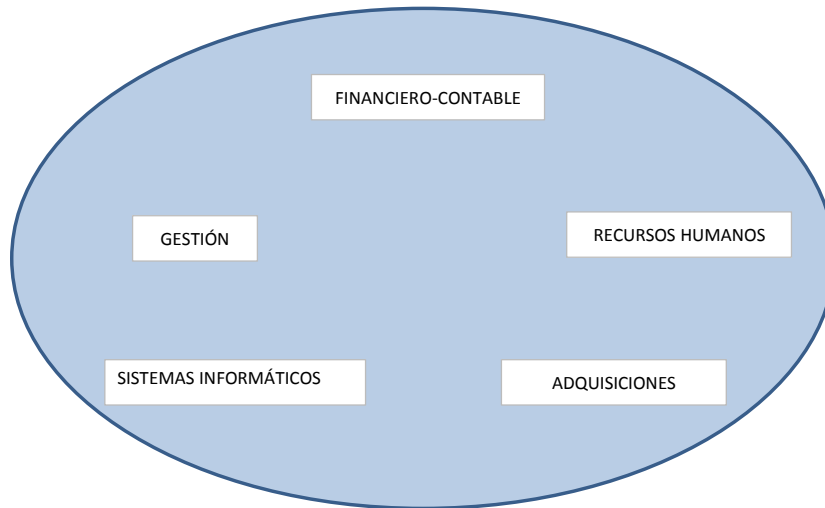 FINANCIERO-CONTABLE
GESTIÓN
RECURSOS HUMANOS
SISTEMAS INFORMÁTICOS
ADQUISICIONES